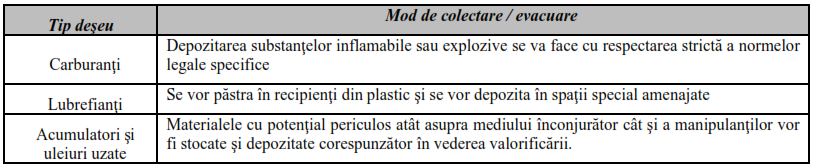 Tip deşeu
Mod de colectare / evacuare
Carburanţi
Depozitarea substanţelor inflamabile sau explozive se va face cu respectarea strictă a normelor
legale specifice
Lubrefianţi
Se vor păstra în recipienţi din plastic şi se vor depozita în spaţii special amenajate
Acumulatori şi
uleiuri uzate
Materialele cu potenţial periculos atât asupra mediului înconjurător cât şi a manipulanţilor vor
fi stocate şi depozitate corespunzător în vederea valorificării.